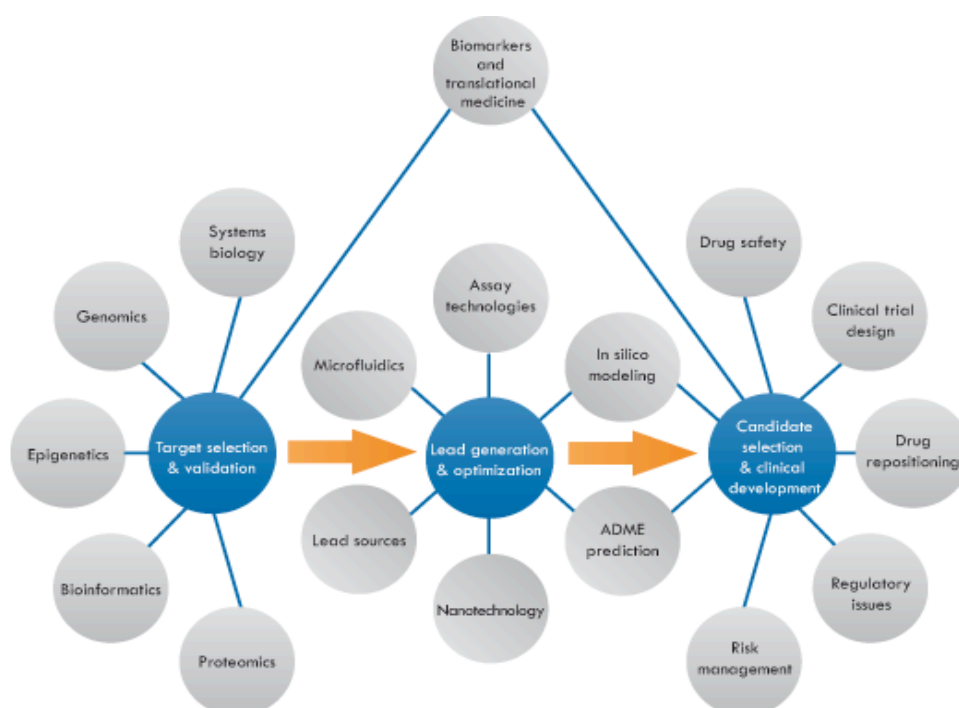 Biomarkers
and
translational
medicine
Systems
biology
Drug safety
Genomics
Assay
technologies
Clinical trial
design
Microfluidics
In silico
modeling
Epigenetics
Target selection
& validation
Lead generation
& optimization
Candidate
selection
& clinical
development
Drug
repositioning
Lead sources
ADME
prediction
Bioinformatics
Nanotechnology
Regulatory
issues
Proteomics
Risk
management